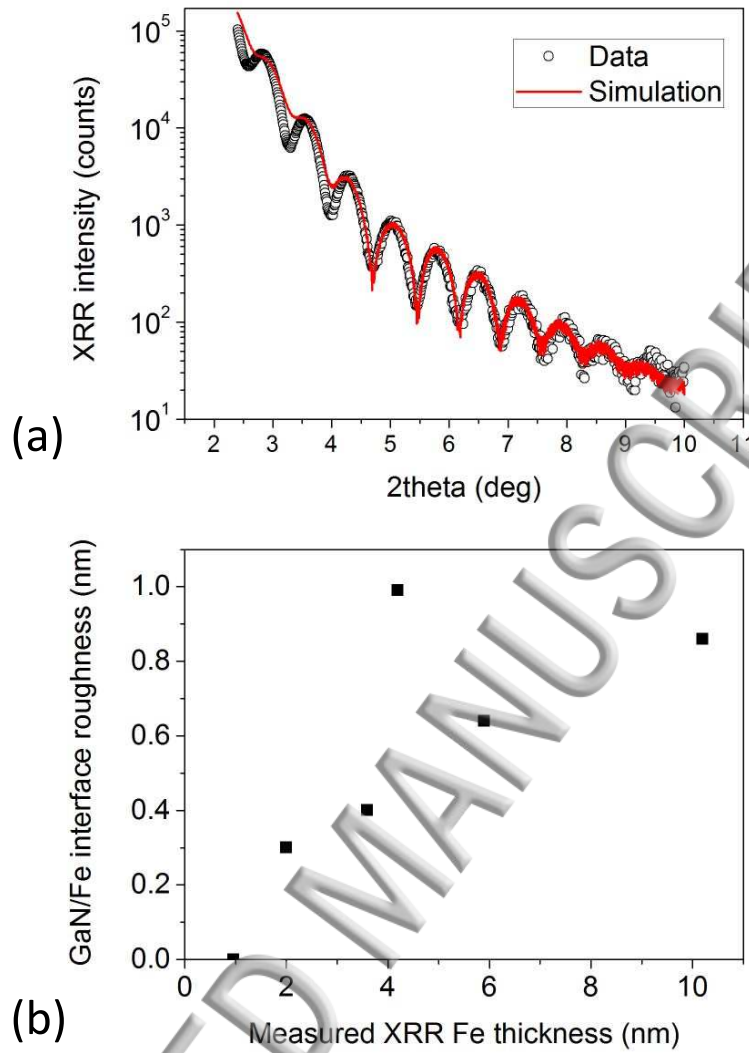 10^5
10^4
10^3
10^2
10^1
XRR intensity (counts)
Data
Simulation
2 3 4 5 6 7 8 9 10 11
2theta (deg)
(a)
1.0
0.8
0.6
0.4
0.2
0.0
GaN/Fe interface roughness (nm)
0 2 4 6 8 10
Measured XRR Fe thickness (nm)
(b)
D MANUSCRI